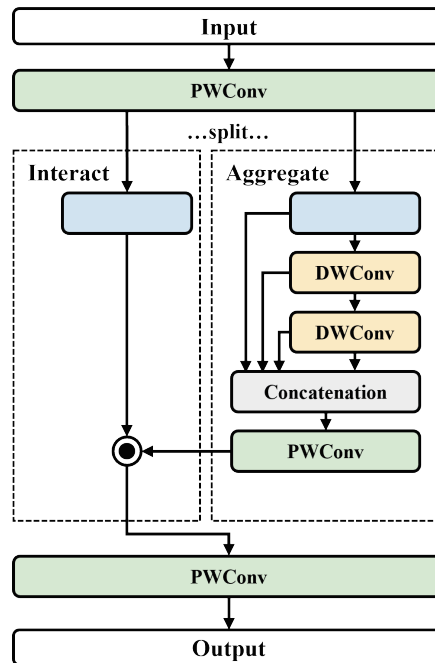 Input
PWConv
...split...
Interact
Aggregate
DWConv
DWConv
Concatenation
PWConv
PWConv
Output